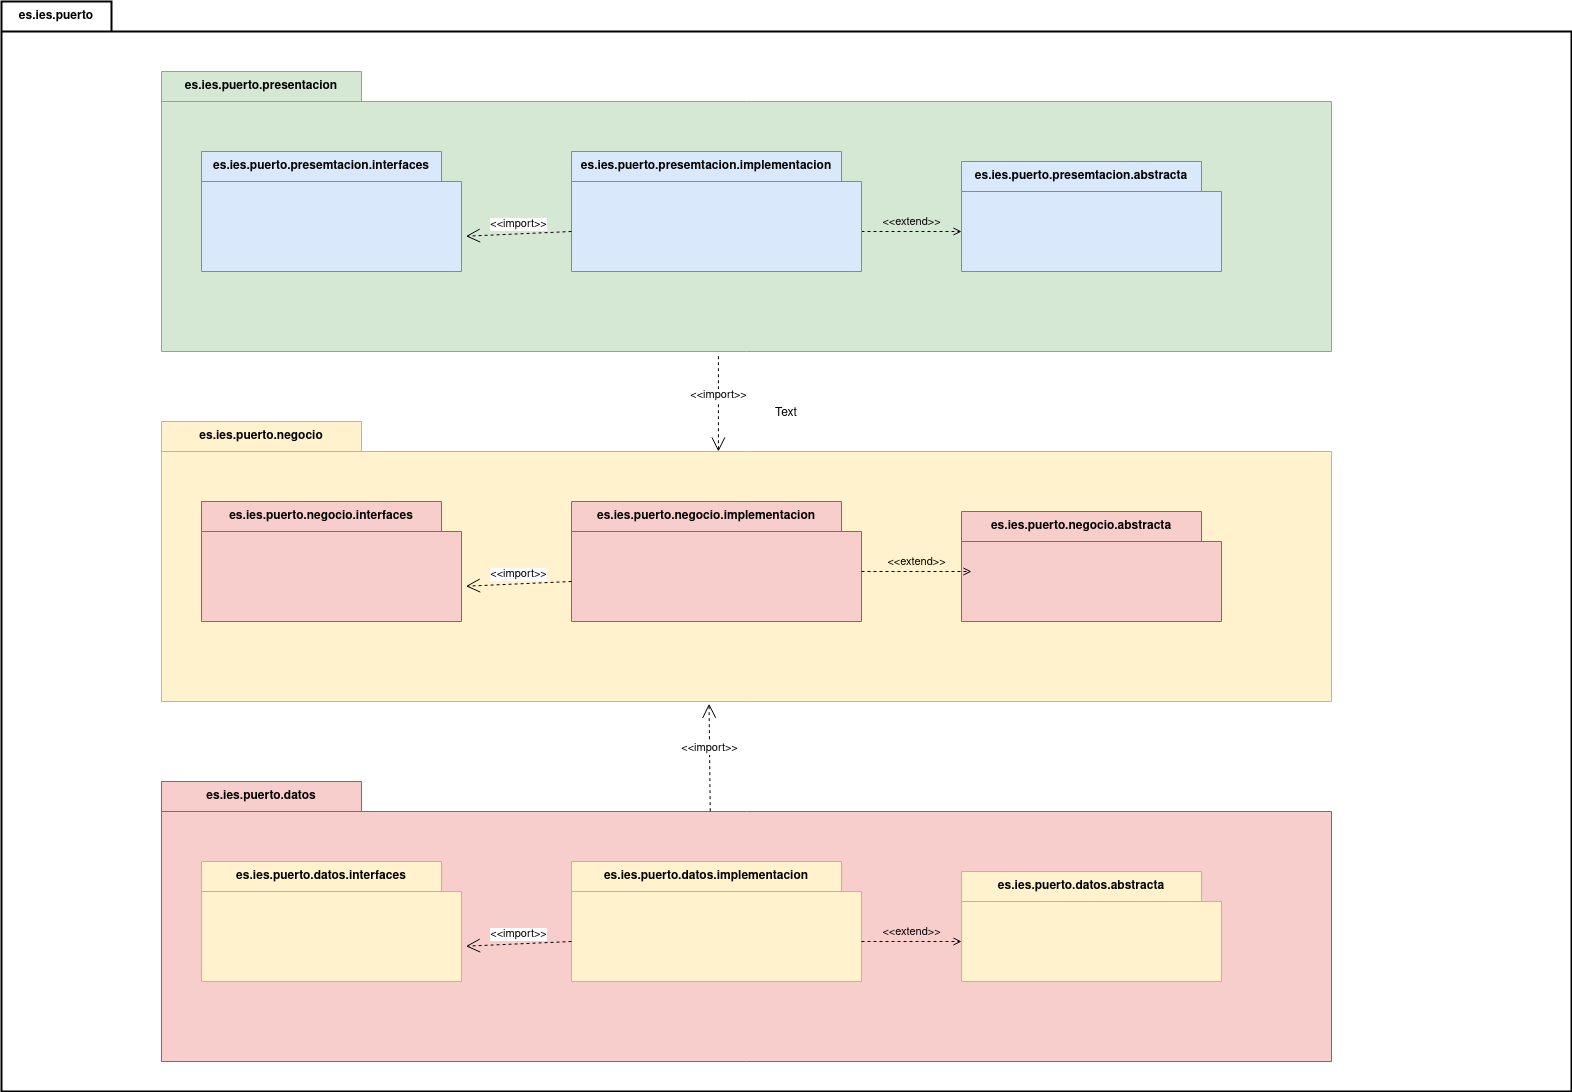 es.ies.puerto
es.ies.puerto.presentacion
es.ies.puerto.presemtacion.interfaces
es.ies.puerto.presemtacion.implementacion
es.ies.puerto.presemtacion.abstracta
<<import>>
<<extend>>
<<import>>
Text
es.ies.puerto.negocio
es.ies.puerto.negocio.interfaces
es.ies.puerto.negocio.implementacion
es.ies.puerto.negocio.abstracta
<<import>>
<<extend>>
<<import>>
es.ies.puerto.datos
es.ies.puerto.datos.interfaces
es.ies.puerto.datos.implementacion
es.ies.puerto.datos.abstracta
<<import>>
<<extend>>